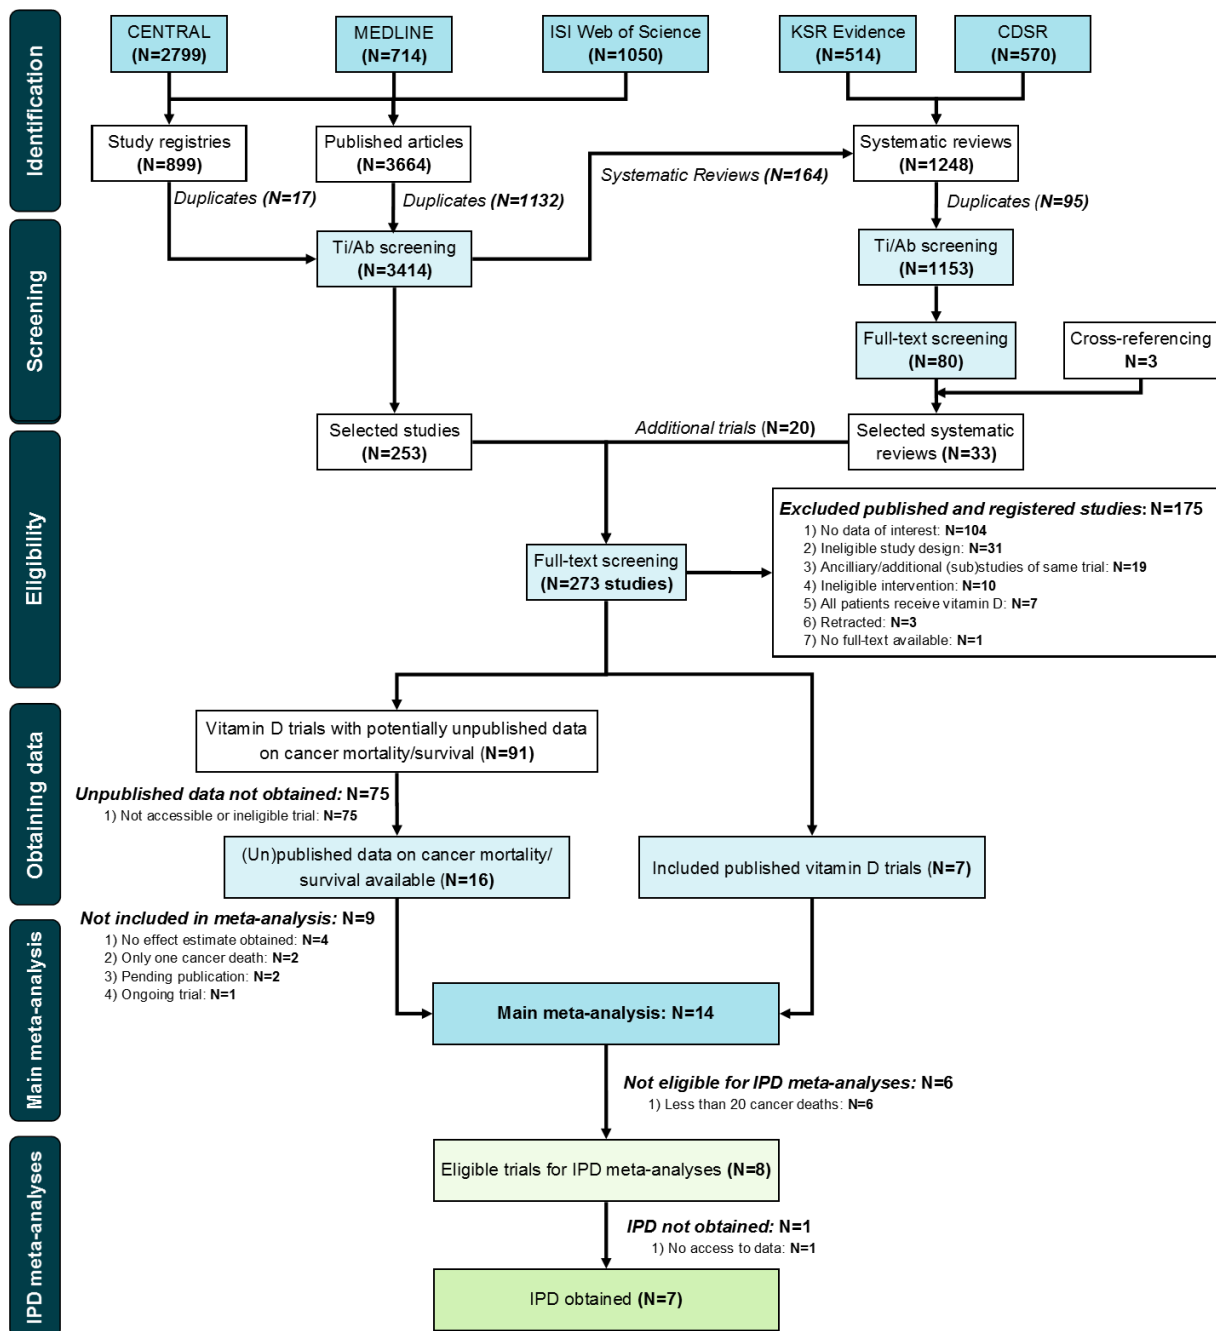 Identification
CENTRAL
(N=2799)
MEDLINE
(N=714)
ISI Web of Science
(N=1050)
KSR Evidence
(N=514)
CDSR
(N=570)
Study registries
(N=899)
Published articles
(N=3664)
Systematic Reviews (N=164)
Systematic reviews
(N=1248)
Duplicates (N=17)
Duplicates (N=1132)
Duplicates (N=95)
Screening
Ti/Ab screening
(N=3414)
Ti/Ab screening
(N=1153)
Full-text screening
(N=80)
Cross-referencing
N=3
Selected studies
(N=253)
Additional trials (N=20)
Selected systematic
reviews (N=33)
Eligibility
Full-text screening
(N=273 studies)
Excluded published and registered studies: N=175
1) No data of interest: N=104
2) Ineligible study design: N=31
3) Ancilliary/additional (sub)studies of same trial: N=19
4) Ineligible intervention: N=10
5) All patients receive vitamin D: N=7
6) Retracted: N=3
7) No full-text available: N=1
Obtaining data
Vitamin D trials with potentially unpublished data
on cancer mortality/survival (N=91)
Unpublished data not obtained: N=75
1) Not accessible or ineligible trial: N=75
(Un)published data on cancer mortality/
survival available (N=16)
Included published vitamin D trials (N=7)
Main meta-analysis
Not included in meta-analysis: N=9
1) No effect estimate obtained: N=4
2) Only one cancer death: N=2
3) Pending publication: N=2
4) Ongoing trial: N=1
Main meta-analysis: N=14
Not eligible for IPD meta-analyses: N=6
1) Less than 20 cancer deaths: N=6
IPD meta-analyses
Eligible trials for IPD meta-analyses (N=8)
IPD not obtained: N=1
1) No access to data: N=1
IPD obtained (N=7)